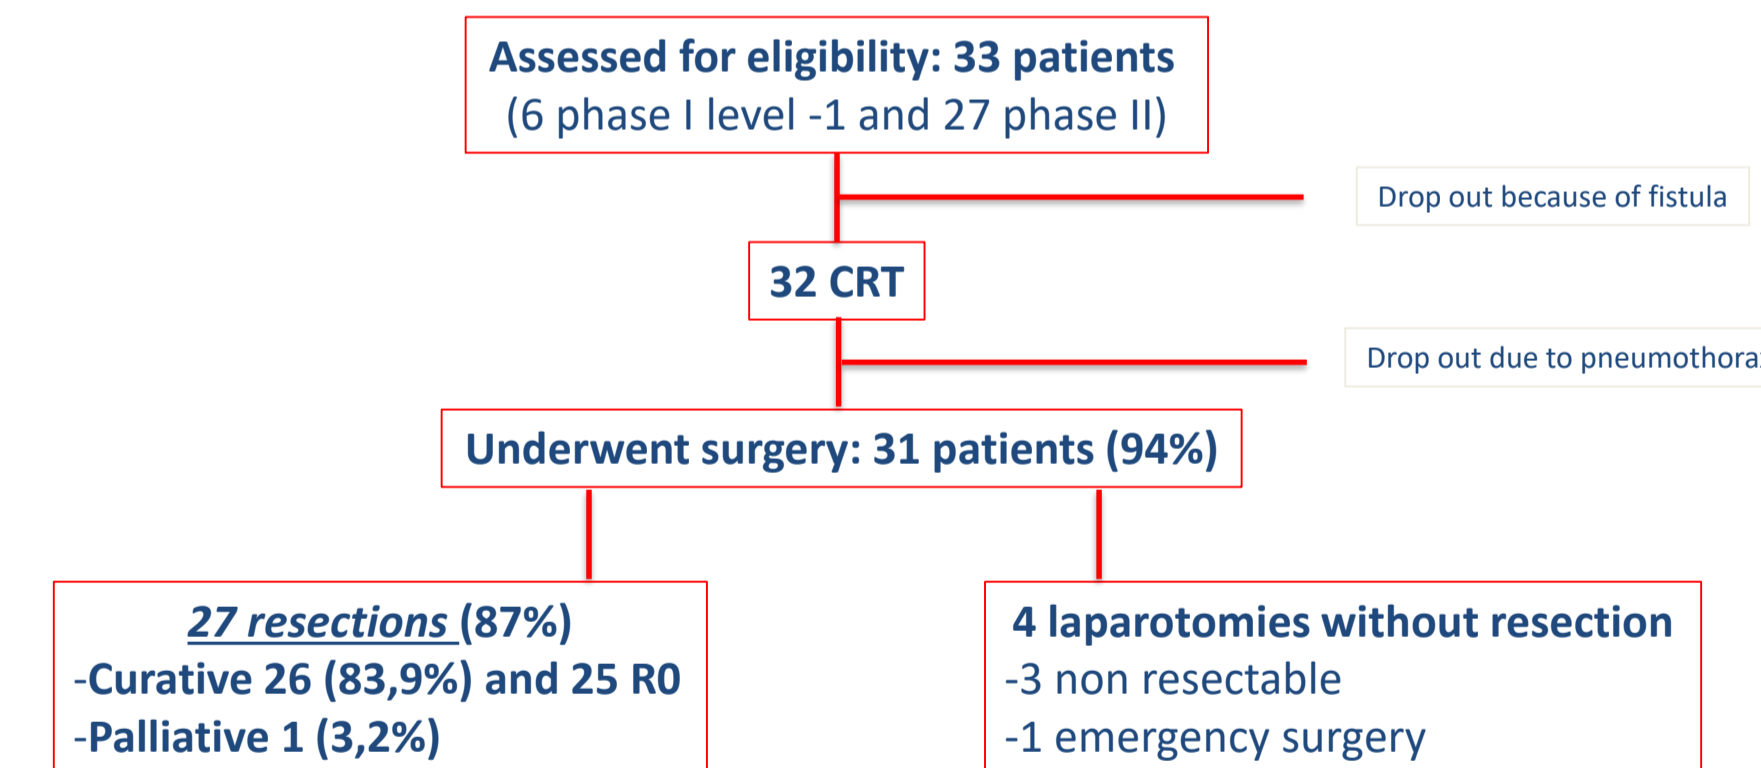 Assessed for eligibility: 33 patients
(6 phase I level -1 and 27 phase II)
Drop out because of fistula
32 CRT
Drop out due to
Underwent surgery: 31 patients (94%)
27 resections (87%)
-Curative 26 (83,9%) and 25 R0
-Palliative 1 (3,2%)
4 laparotomies without resection
-3 non resectable
-1 emergency surgery